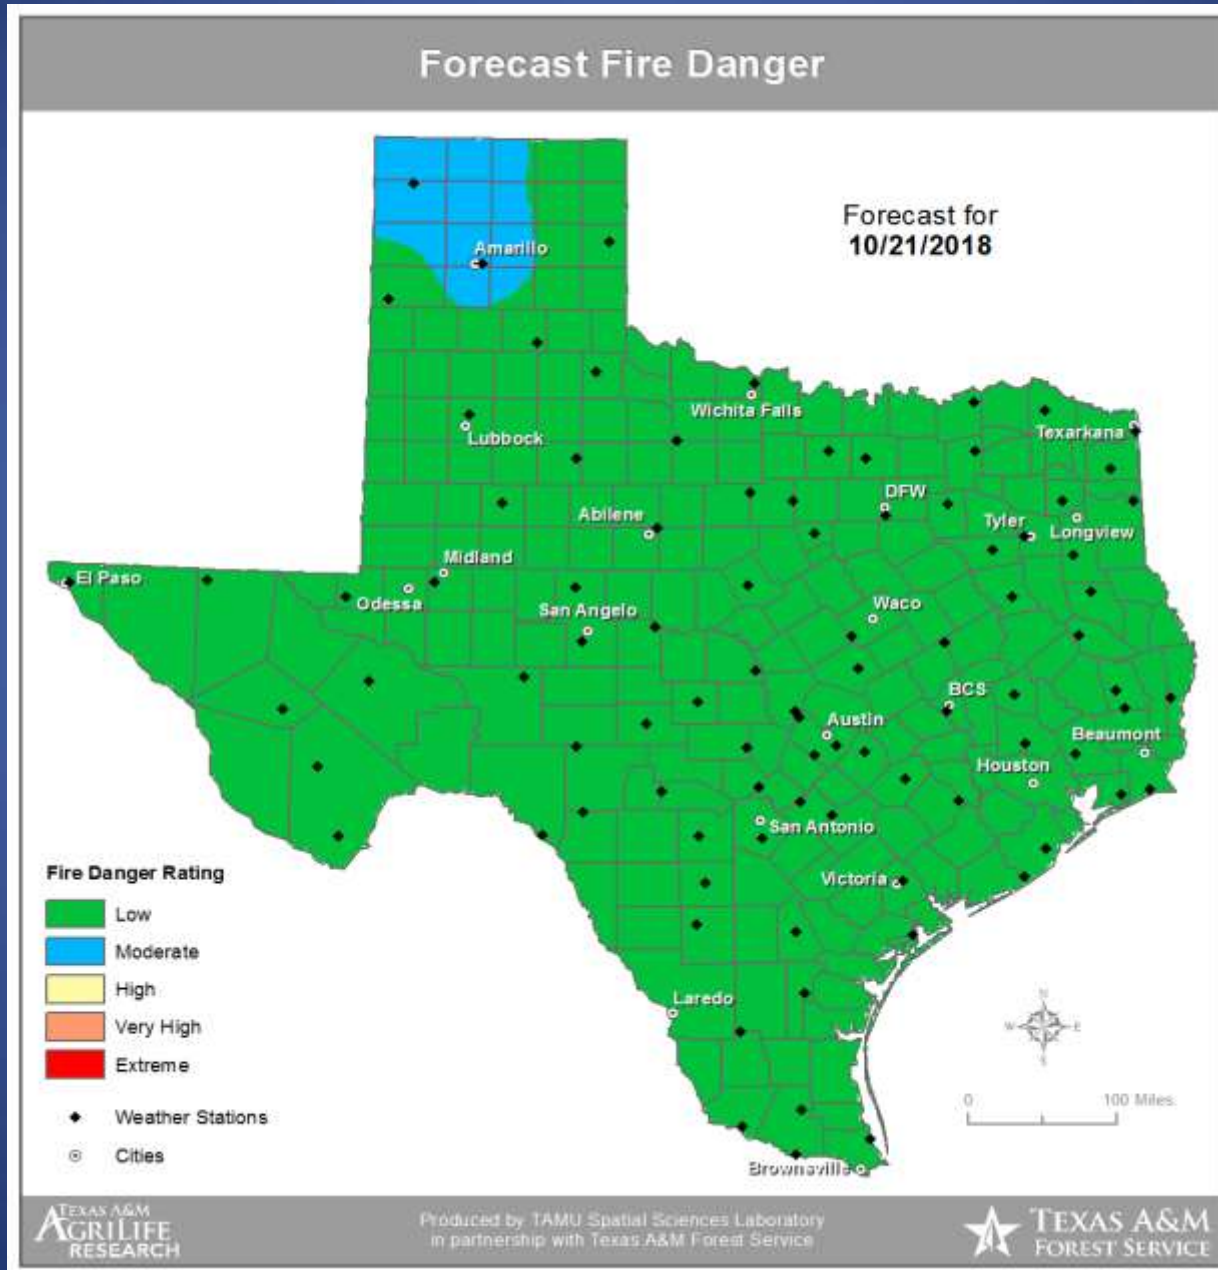 Forecast Fire Danger
Forecast for
10/21/2018
Amarillo
Wichita Falls
Lubbock
Texarkana
DFW
Abilene
Tyler
Longview
Midland
El Paso
Odessa
San Angelo
Waco
BCS
Austin
Beaumont
Houston
San Antonio
Victoria
Laredo
Brownsville
Fire Danger Rating
Low
Moderate
High
Very High
Extreme
Weather Stations
Cities
N
W E
S
0 100 Miles
TEXAS A&M
AGRILIFE
RESEARCH
Produced by TAMU Spatial Sciences Laboratory
in partnership with Texas A&M Forest Service
TEXAS A&M
FOREST SERVICE